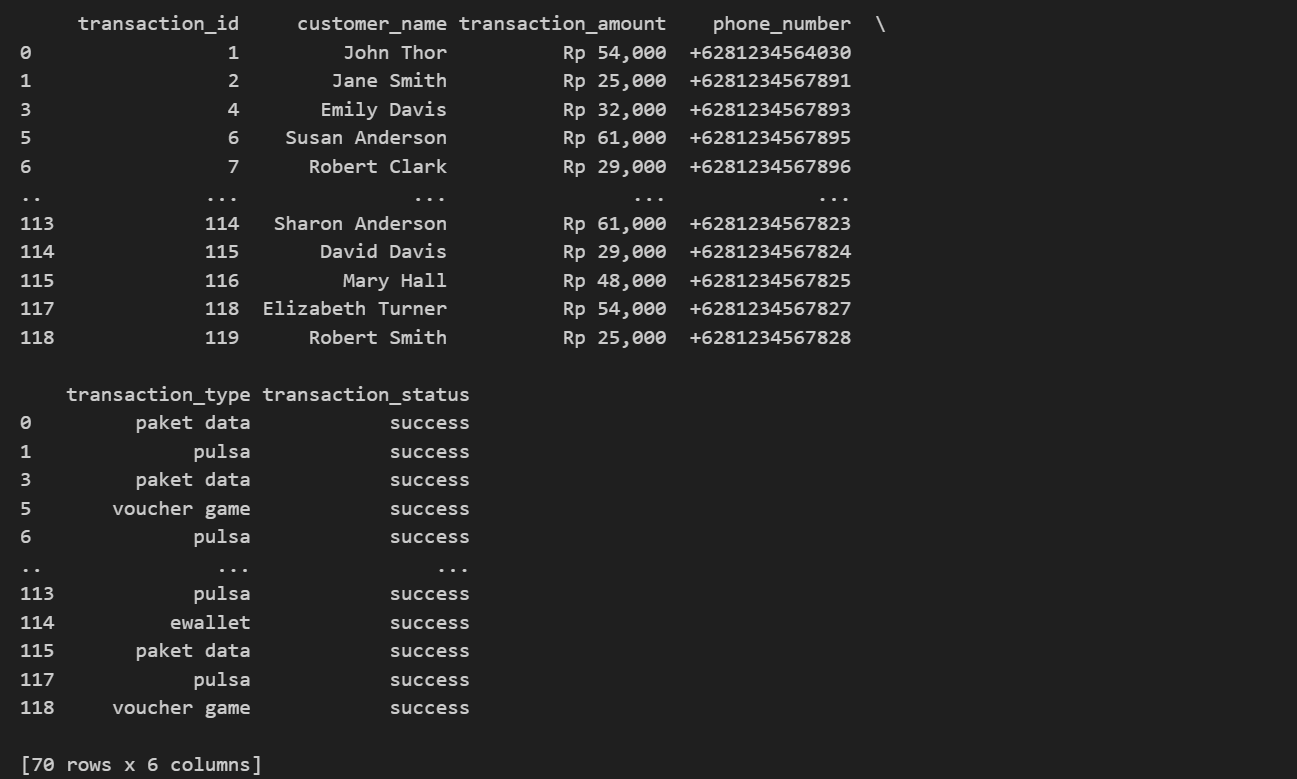 transaction_id     customer_name transaction_amount    phone_number  \
0                 1         John Thor          Rp 54,000  +6281234564030
1                 2        Jane Smith          Rp 25,000  +6281234567891
3                 4       Emily Davis          Rp 32,000  +6281234567893
5                 6    Susan Anderson          Rp 61,000  +6281234567895
6                 7      Robert Clark          Rp 29,000  +6281234567896
..              ...               ...                ...             ...
113             114   Sharon Anderson          Rp 61,000  +6281234567823
114             115       David Davis          Rp 29,000  +6281234567824
115             116         Mary Hall          Rp 48,000  +6281234567825
117             118  Elizabeth Turner          Rp 54,000  +6281234567827
118             119      Robert Smith          Rp 25,000  +6281234567828

    transaction_type transaction_status
0         paket data            success
1              pulsa            success
3         paket data            success
5       voucher game            success
6              pulsa            success
..               ...                ...
113            pulsa            success
114          ewallet            success
115       paket data            success
117            pulsa            success
118     voucher game            success

[70 rows x 6 columns]